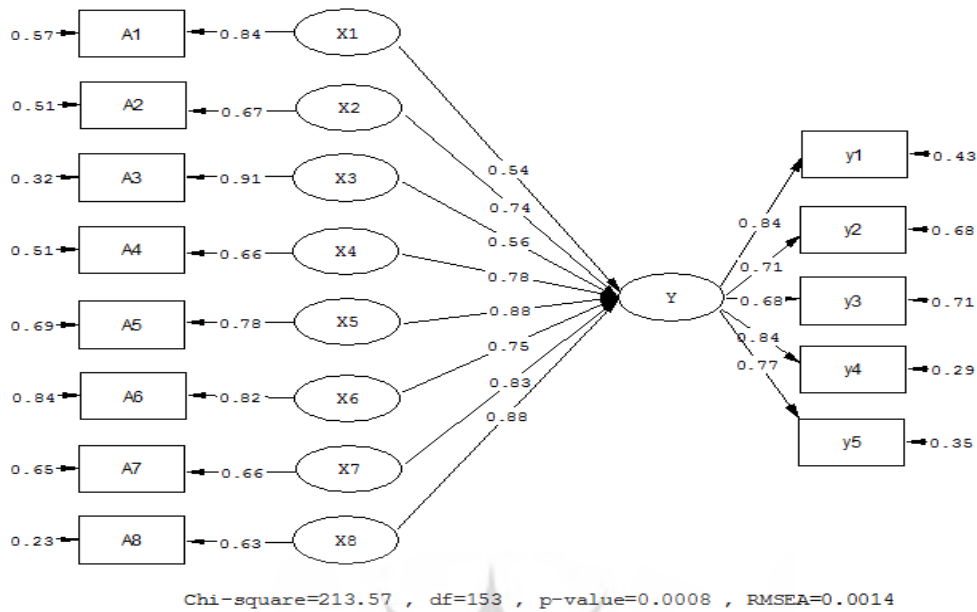 0.57 A1 0.84 X1
0.51 A2 0.67 X2
0.32 A3 0.91 X3
0.51 A4 0.66 X4
0.69 A5 0.78 X5
0.84 A6 0.82 X6
0.65 A7 0.66 X7
0.23 A8 0.63 X8
0.54
0.74
0.56
0.78
0.88
0.75
0.83
0.88
Y
0.84 y1 0.43
0.71 y2 0.68
0.68 y3 0.71
0.84 y4 0.29
0.77 y5 0.35
Chi-square=213.57 , df=153 , p-value=0.0008 , RMSEA=0.0014